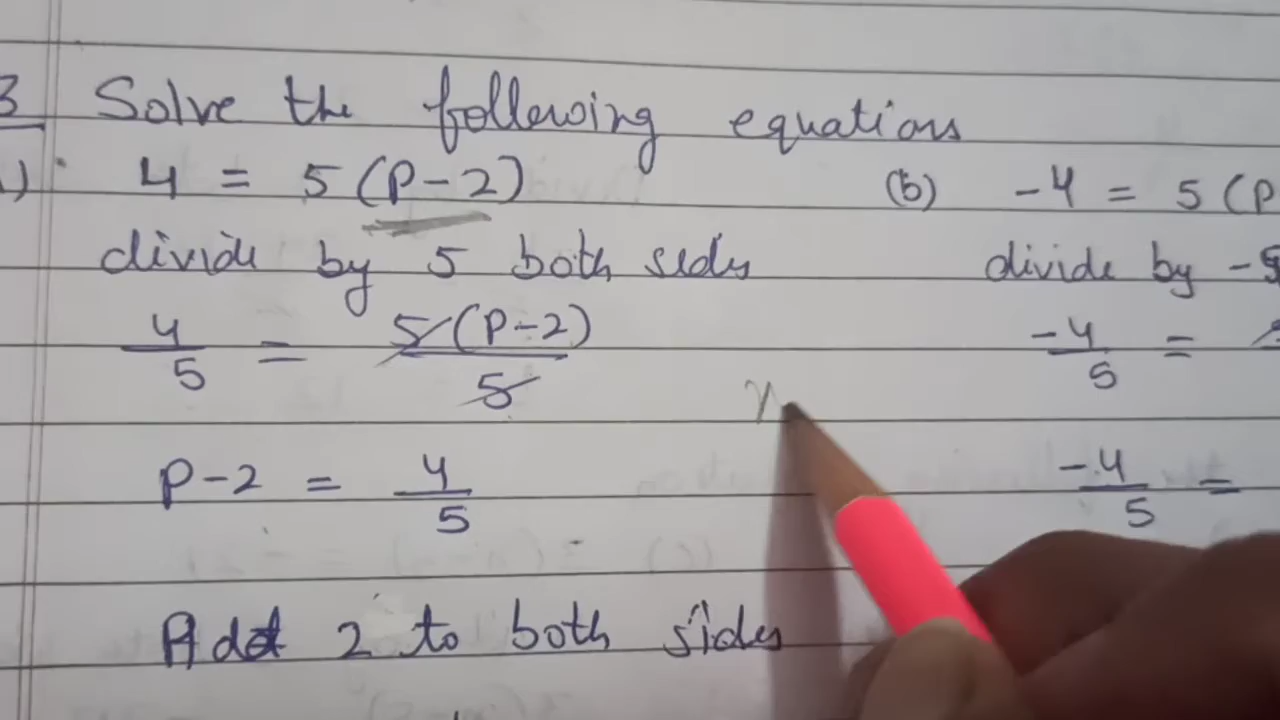 3 Solve the following equations
4 = 5 (P - 2)
divide by 5 both sides
4/5 = 5 (P - 2)/5
P - 2 = 4/5
Add 2 to both sides
(b) -4 = 5 (P
divide by -5
-4/5 =
-4/5 =